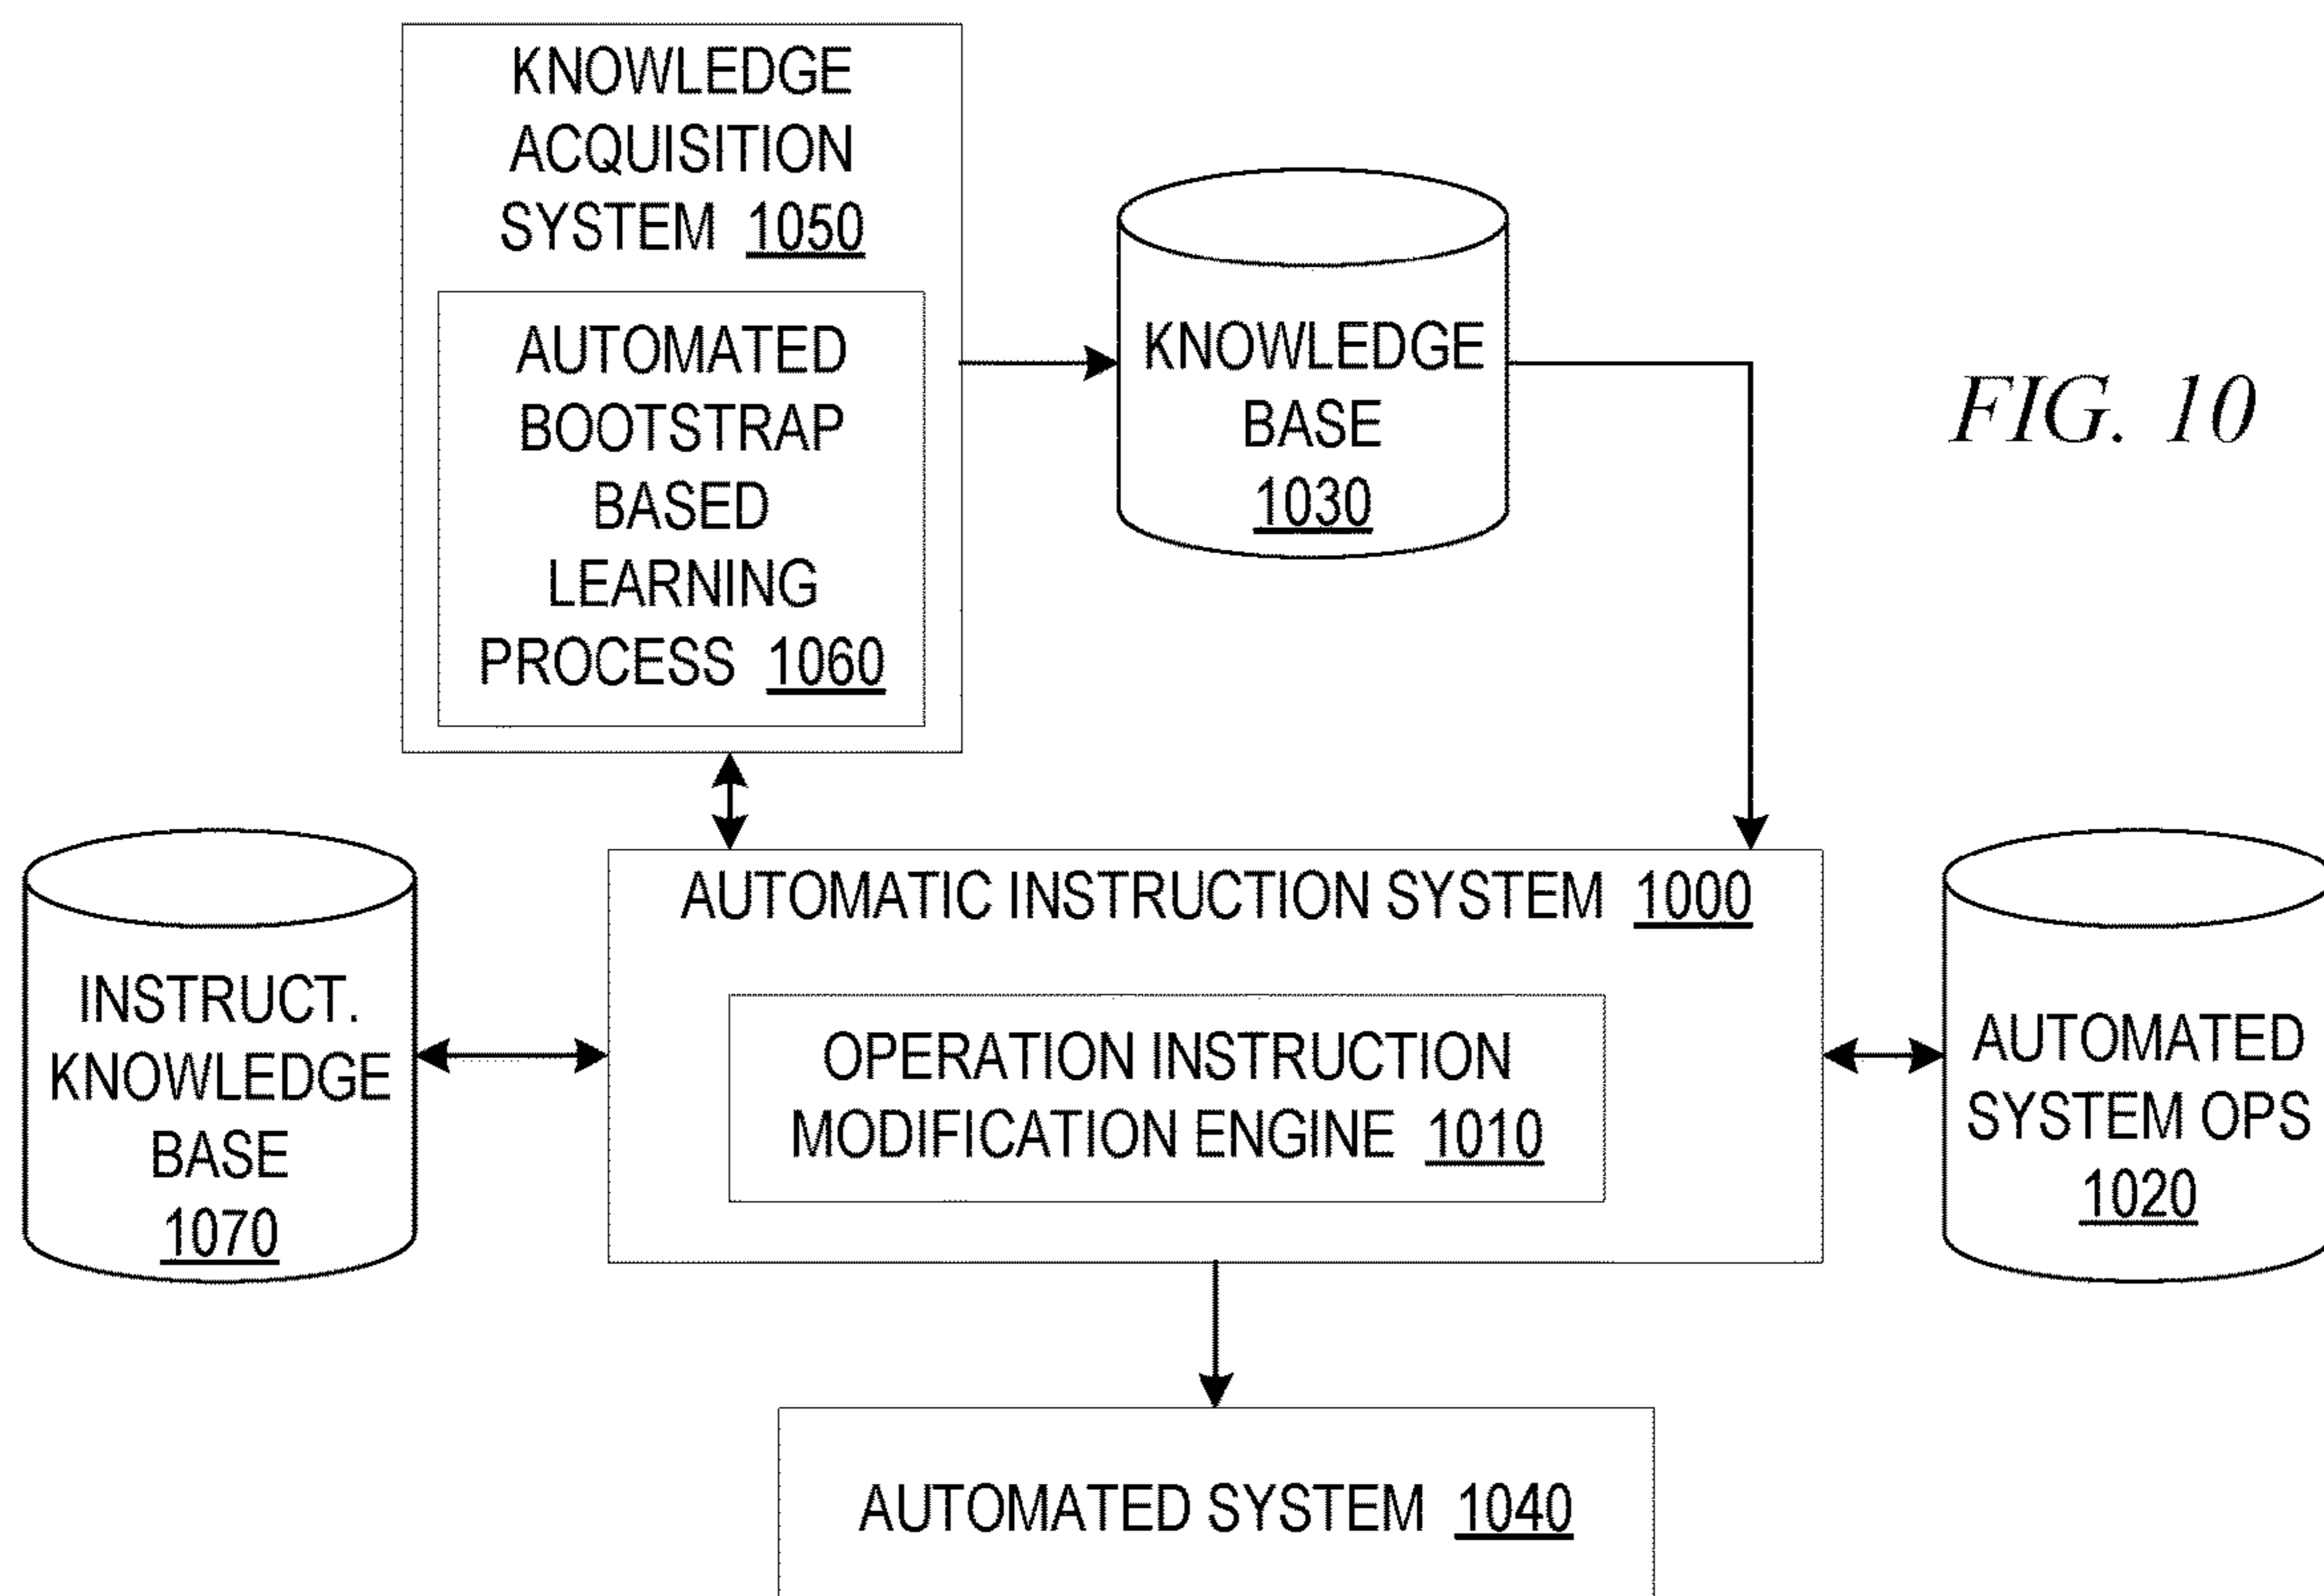 KNOWLEDGE
ACQUISITION
SYSTEM 1050
AUTOMATED
BOOTSTRAP
BASED
LEARNING
PROCESS 1060
KNOWLEDGE
BASE
1030
FIG. 10
AUTOMATIC INSTRUCTION SYSTEM 1000
OPERATION INSTRUCTION
MODIFICATION ENGINE 1010
INSTRUCT.
KNOWLEDGE
BASE
1070
AUTOMATED
SYSTEM OPS
1020
AUTOMATED SYSTEM 1040